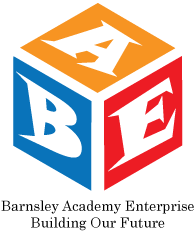 A
B E
Barnsley Academy Enterprise
Building Our Future